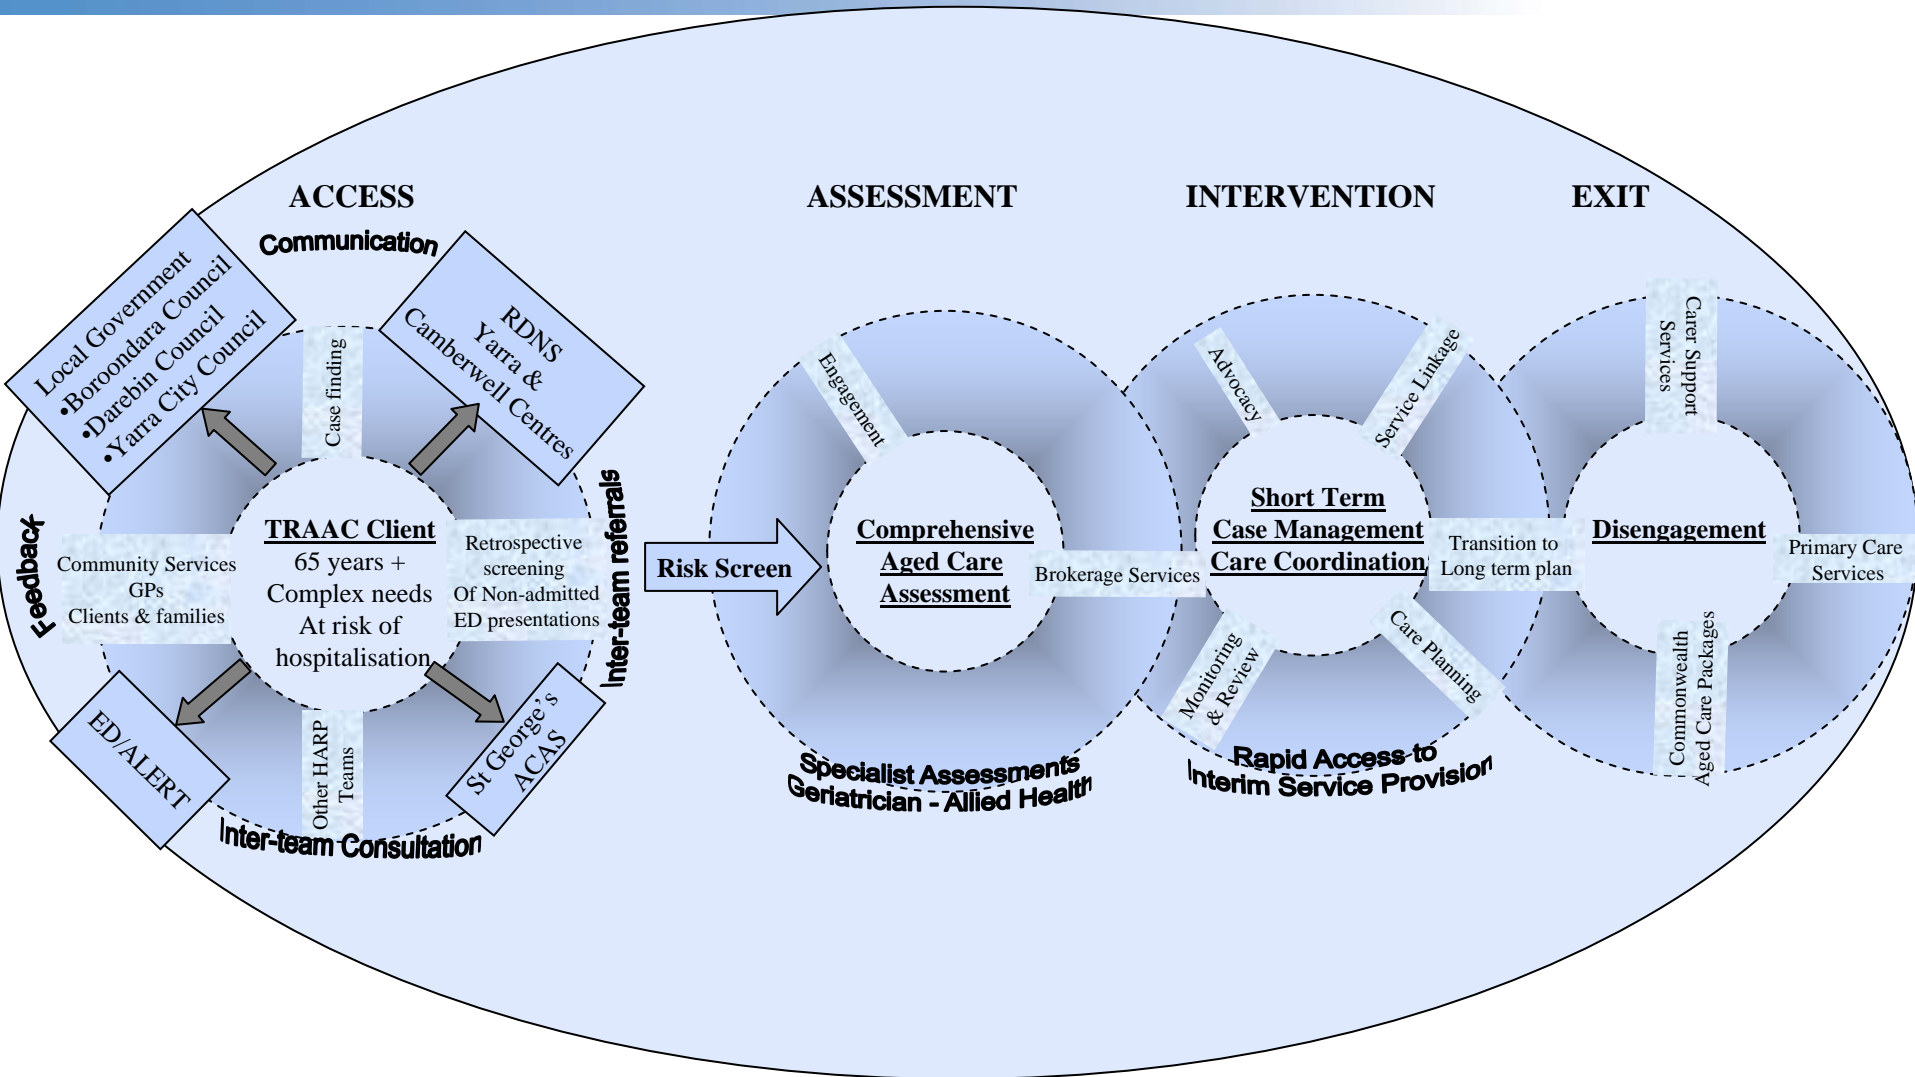 ACCESS
ASSESSMENT
INTERVENTION
EXIT
Communication
Local Government
•Boroondara Council
•Darebin Council
•Yarra City Council
RDNS
Yarra &
Camberwell Centres
Case finding
Feedback
Community Services
GPs
Clients & families
TRAAC Client
65 years +
Complex needs
At risk of
hospitalisation
Retrospective
screening
Of Non-admitted
ED presentations
Inter-team referrals
ED/ALERT
Other HARP
Teams
St George’s
ACAS
Inter-team Consultation
Risk Screen
Engagement
Comprehensive
Aged Care
Assessment
Brokerage Services
Specialist Assessments
Geriatrician - Allied Health
Advocacy
Service Linkage
Short Term
Case Management
Care Coordination
Monitoring
& Review
Care Planning
Rapid Access to
Interim Service Provision
Transition to
Long term plan
Carer Support
Services
Disengagement
Primary Care
Services
Commonwealth
Aged Care Packages